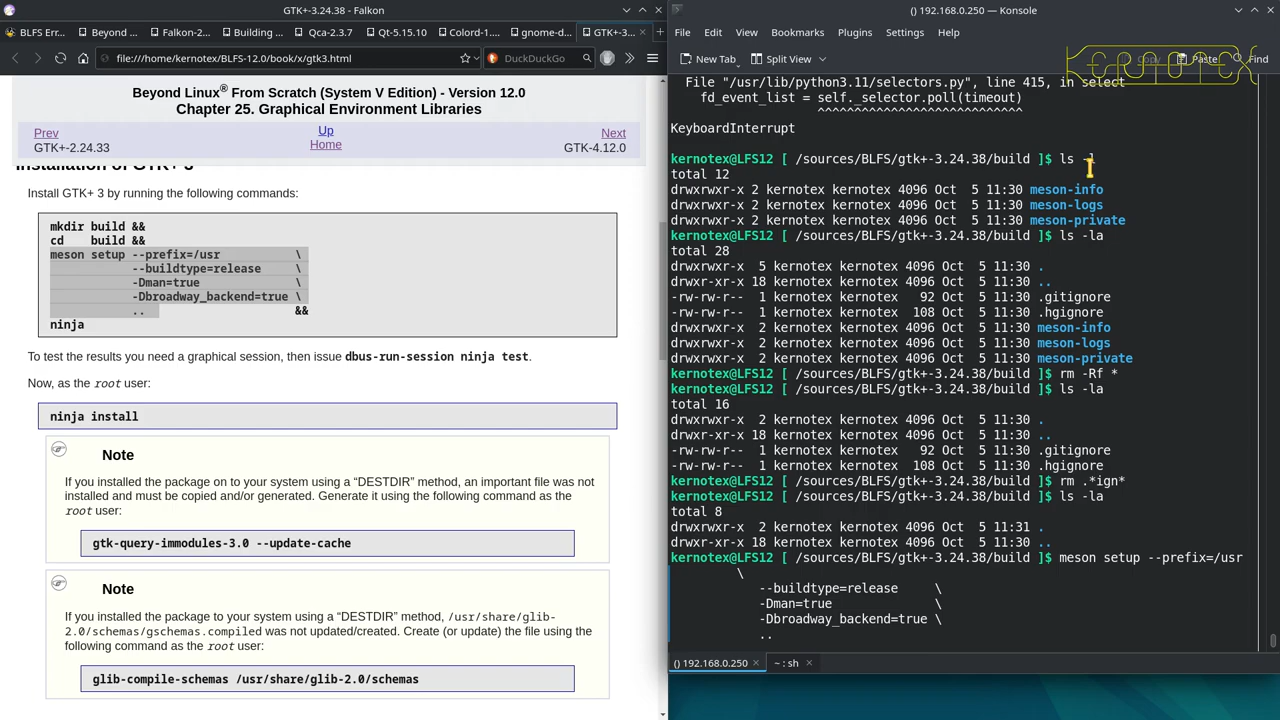 GTK+-3.24.38 - Falkon
BLFS Err...
Beyond ...
Falkon-2...
Building ...
Qca-2.3.7
Qt-5.15.10
Colord-1....
gnome-d...
GTK+-3...
file:///home/kernotex/BLFS-12.0/book/x/gtk3.html
DuckDuckGo
Beyond Linux® From Scratch (System V Edition) - Version 12.0
Chapter 25. Graphical Environment Libraries
Prev
Up
Next
GTK+-2.24.33
Home
GTK-4.12.0
Installation of GTK+ 3
Install GTK+ 3 by running the following commands:
mkdir build &&
cd    build &&
meson setup --prefix=/usr           \
            --buildtype=release     \
            -Dman=true              \
            -Dbroadway_backend=true \
            ..                      &&
ninja
To test the results you need a graphical session, then issue dbus-run-session ninja test.
Now, as the root user:
ninja install
Note
If you installed the package on to your system using a “DESTDIR” method, an important file was not
installed and must be copied and/or generated. Generate it using the following command as the
root user:
gtk-query-immodules-3.0 --update-cache
Note
If you installed the package to your system using a “DESTDIR” method, /usr/share/glib-
2.0/schemas/gschemas.compiled was not updated/created. Create (or update) the file using the
following command as the root user:
glib-compile-schemas /usr/share/glib-2.0/schemas
() 192.168.0.250 — Konsole
File Edit View Bookmarks Plugins Settings Help
New Tab
Split View
Copy
Paste
Find
KERNOTEX
File "/usr/lib/python3.11/selectors.py", line 415, in select
fd_event_list = self._selector.poll(timeout)
^^^^^^^^^^^^^^^^^^^^^^^^^^^^
KeyboardInterrupt
kernotex@LFS12 [ /sources/BLFS/gtk+-3.24.38/build ]$ ls -l
total 12
drwxrwxr-x 2 kernotex kernotex 4096 Oct  5 11:30 meson-info
drwxrwxr-x 2 kernotex kernotex 4096 Oct  5 11:30 meson-logs
drwxrwxr-x 2 kernotex kernotex 4096 Oct  5 11:30 meson-private
kernotex@LFS12 [ /sources/BLFS/gtk+-3.24.38/build ]$ ls -la
total 28
drwxrwxr-x  5 kernotex kernotex 4096 Oct  5 11:30 .
drwxr-xr-x 18 kernotex kernotex 4096 Oct  5 11:30 ..
-rw-rw-r--  1 kernotex kernotex   92 Oct  5 11:30 .gitignore
-rw-rw-r--  1 kernotex kernotex  108 Oct  5 11:30 .hgignore
drwxrwxr-x  2 kernotex kernotex 4096 Oct  5 11:30 meson-info
drwxrwxr-x  2 kernotex kernotex 4096 Oct  5 11:30 meson-logs
drwxrwxr-x  2 kernotex kernotex 4096 Oct  5 11:30 meson-private
kernotex@LFS12 [ /sources/BLFS/gtk+-3.24.38/build ]$ rm -Rf *
kernotex@LFS12 [ /sources/BLFS/gtk+-3.24.38/build ]$ ls -la
total 16
drwxrwxr-x  2 kernotex kernotex 4096 Oct  5 11:30 .
drwxr-xr-x 18 kernotex kernotex 4096 Oct  5 11:30 ..
-rw-rw-r--  1 kernotex kernotex   92 Oct  5 11:30 .gitignore
-rw-rw-r--  1 kernotex kernotex  108 Oct  5 11:30 .hgignore
kernotex@LFS12 [ /sources/BLFS/gtk+-3.24.38/build ]$ rm .*ign*
kernotex@LFS12 [ /sources/BLFS/gtk+-3.24.38/build ]$ ls -la
total 8
drwxrwxr-x  2 kernotex kernotex 4096 Oct  5 11:31 .
drwxr-xr-x 18 kernotex kernotex 4096 Oct  5 11:30 ..
kernotex@LFS12 [ /sources/BLFS/gtk+-3.24.38/build ]$ meson setup --prefix=/usr
\
--buildtype=release     \
-Dman=true              \
-Dbroadway_backend=true \
..
() 192.168.0.250
~ : sh